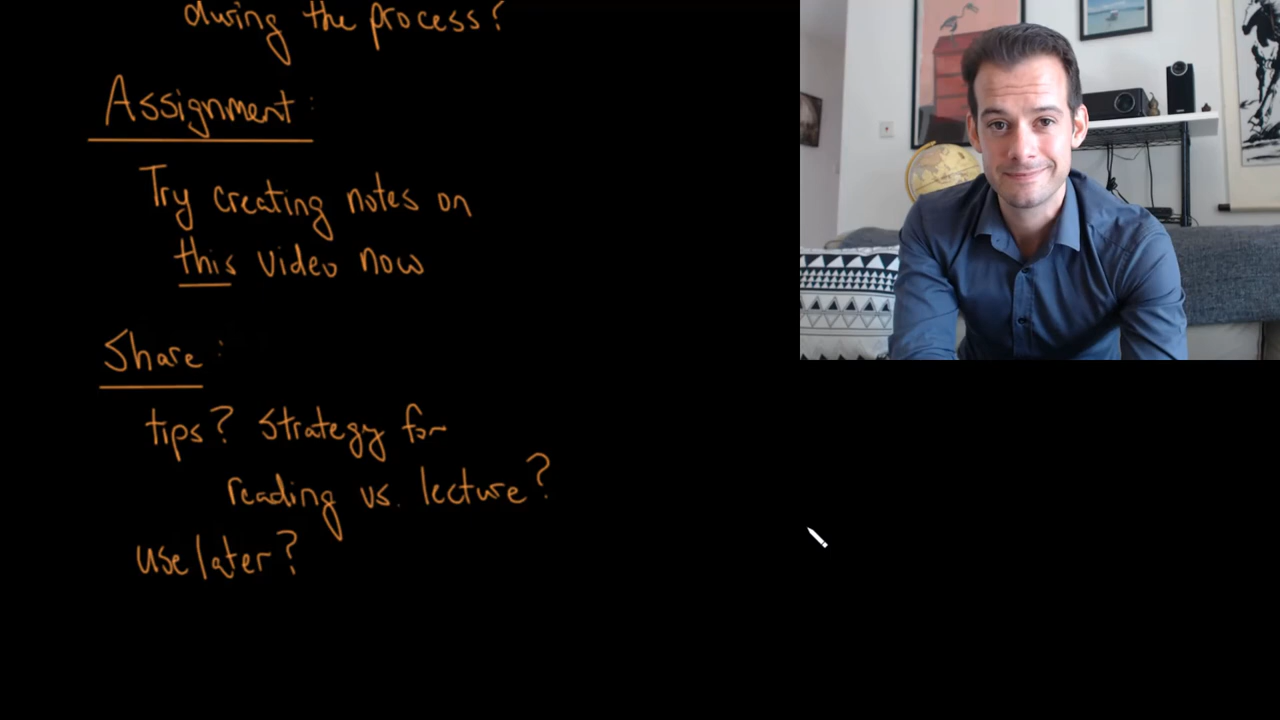 during the process?
Assignment:
Try creating notes on
this video now
Share:
tips? Strategy for
reading vs. lecture?
use later?